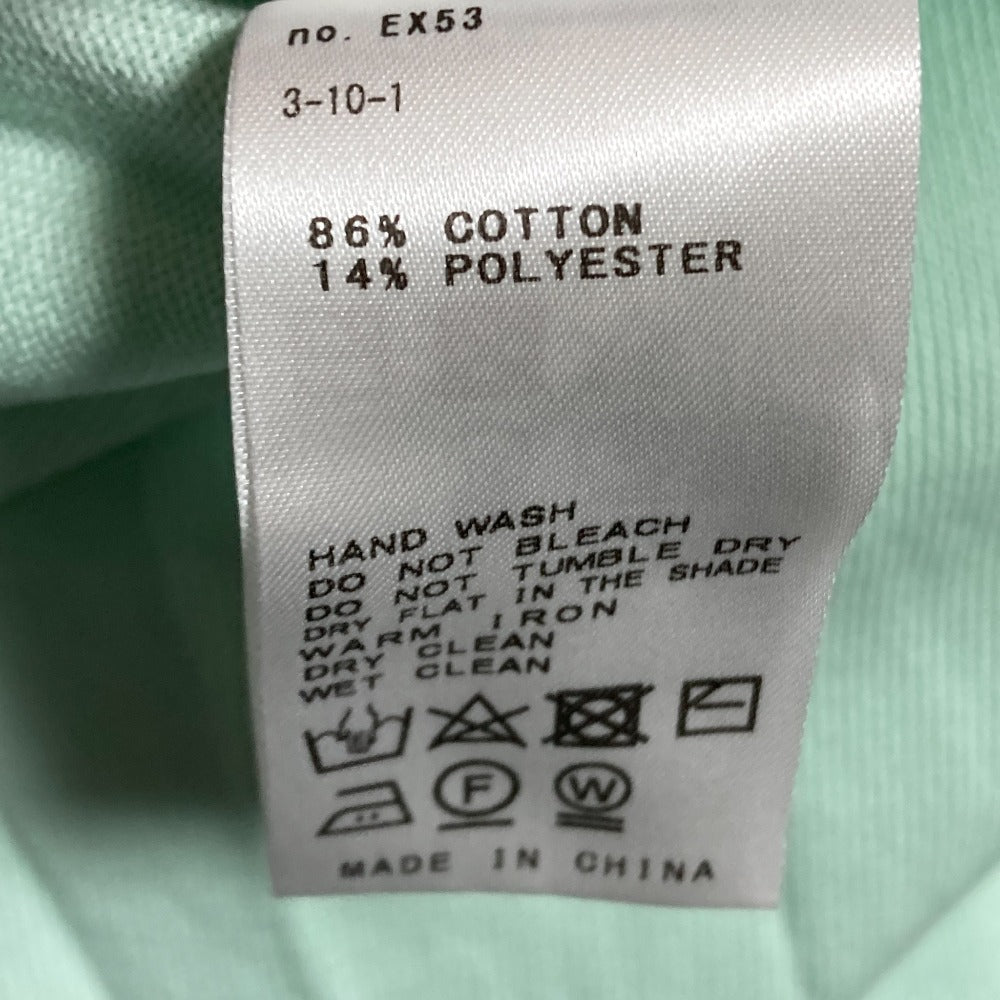 no. EX53
3-10-1
86% COTTON
14% POLYESTER
HAND WASH
DO NOT BLEACH
DO NOT TUMBLE DRY
DRY FLAT IN THE SHADE
WARM IRON
DRY CLEAN
WET CLEAN
F W
MADE IN CHINA